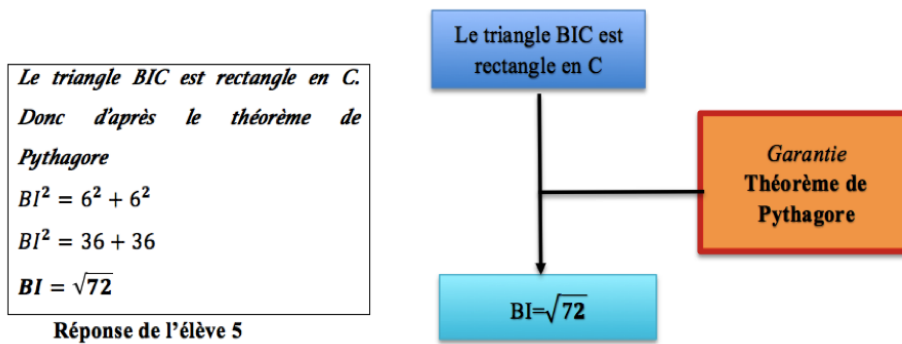 Le triangle BIC est rectangle en C.
Donc d'après le théorème de
Pythagore
BI² = 6² + 6²
BI² = 36 + 36
BI = √72
Réponse de l'élève 5
Le triangle BIC est
rectangle en C
Garantie
Théorème de
Pythagore
BI=√72